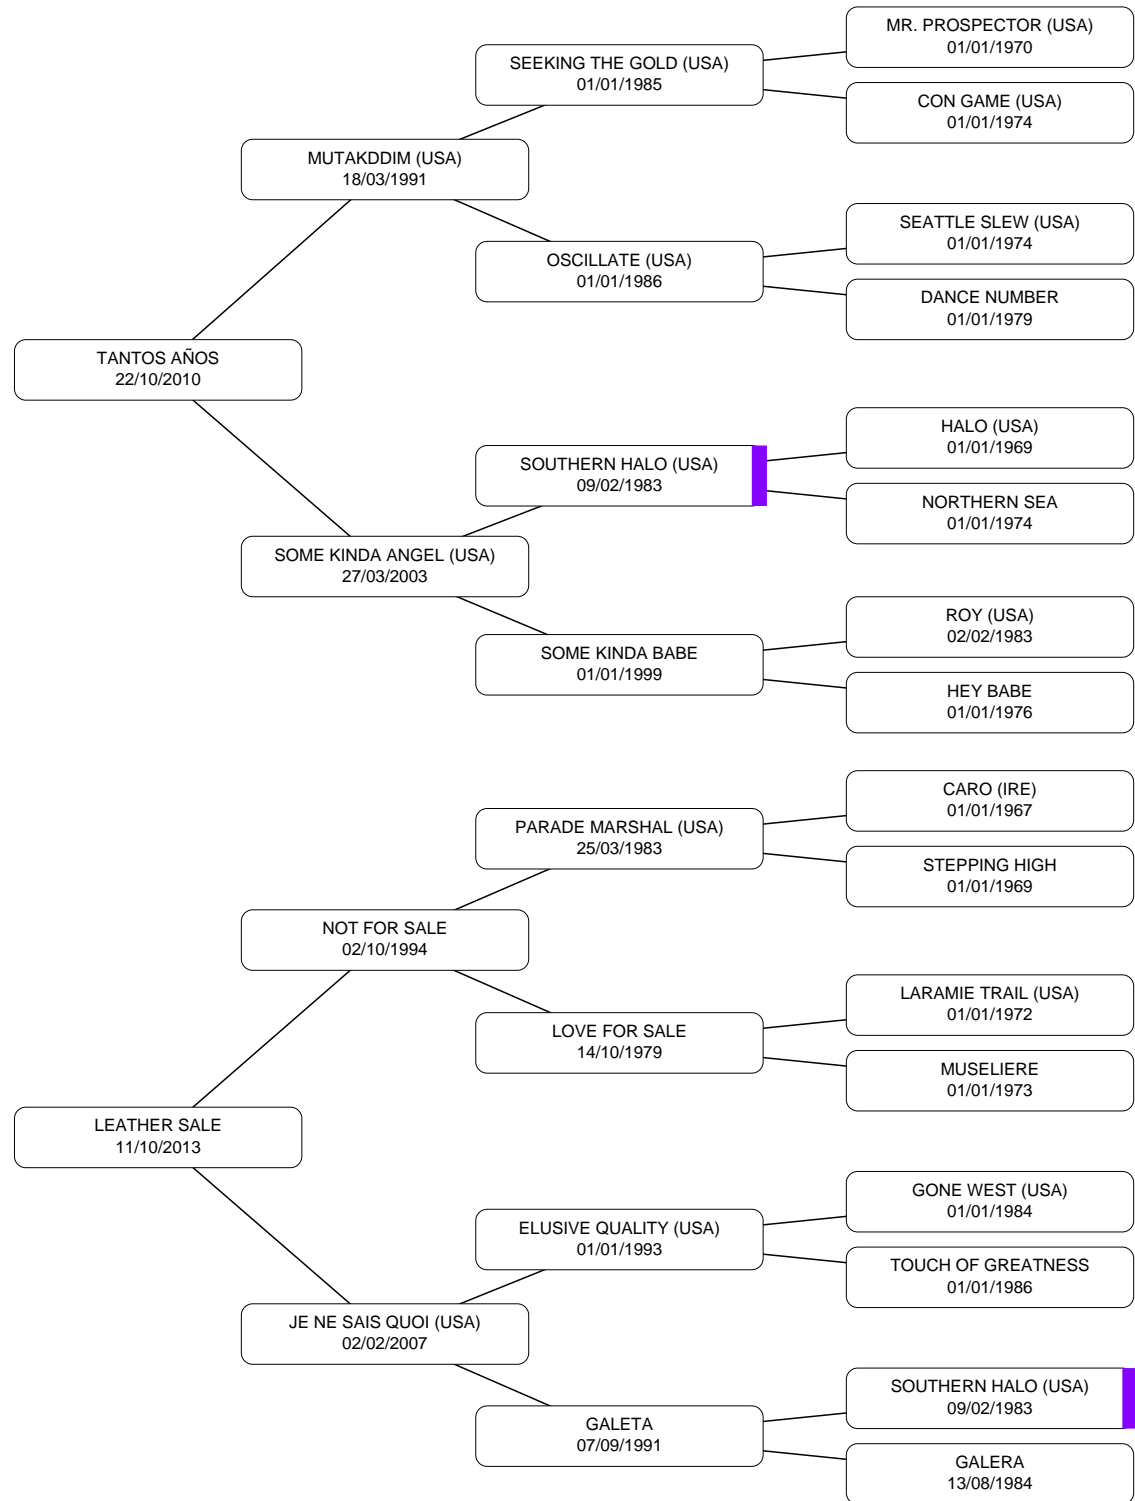 MR. PROSPECTOR (USA)
01/01/1970
SEEKING THE GOLD (USA)
01/01/1985
CON GAME (USA)
01/01/1974
MUTAKDDIM (USA)
18/03/1991
SEATTLE SLEW (USA)
01/01/1974
OSCILLATE (USA)
01/01/1986
DANCE NUMBER
01/01/1979
TANTOS AÑOS
22/10/2010
HALO (USA)
01/01/1969
SOUTHERN HALO (USA)
09/02/1983
NORTHERN SEA
01/01/1974
SOME KINDA ANGEL (USA)
27/03/2003
ROY (USA)
02/02/1983
SOME KINDA BABE
01/01/1999
HEY BABE
01/01/1976
CARO (IRE)
01/01/1967
PARADE MARSHAL (USA)
25/03/1983
STEPPING HIGH
01/01/1969
NOT FOR SALE
02/10/1994
LARAMIE TRAIL (USA)
01/01/1972
LOVE FOR SALE
14/10/1979
MUSELIERE
01/01/1973
LEATHER SALE
11/10/2013
GONE WEST (USA)
01/01/1984
ELUSIVE QUALITY (USA)
01/01/1993
TOUCH OF GREATNESS
01/01/1986
JE NE SAIS QUOI (USA)
02/02/2007
SOUTHERN HALO (USA)
09/02/1983
GALETA
07/09/1991
GALERA
13/08/1984